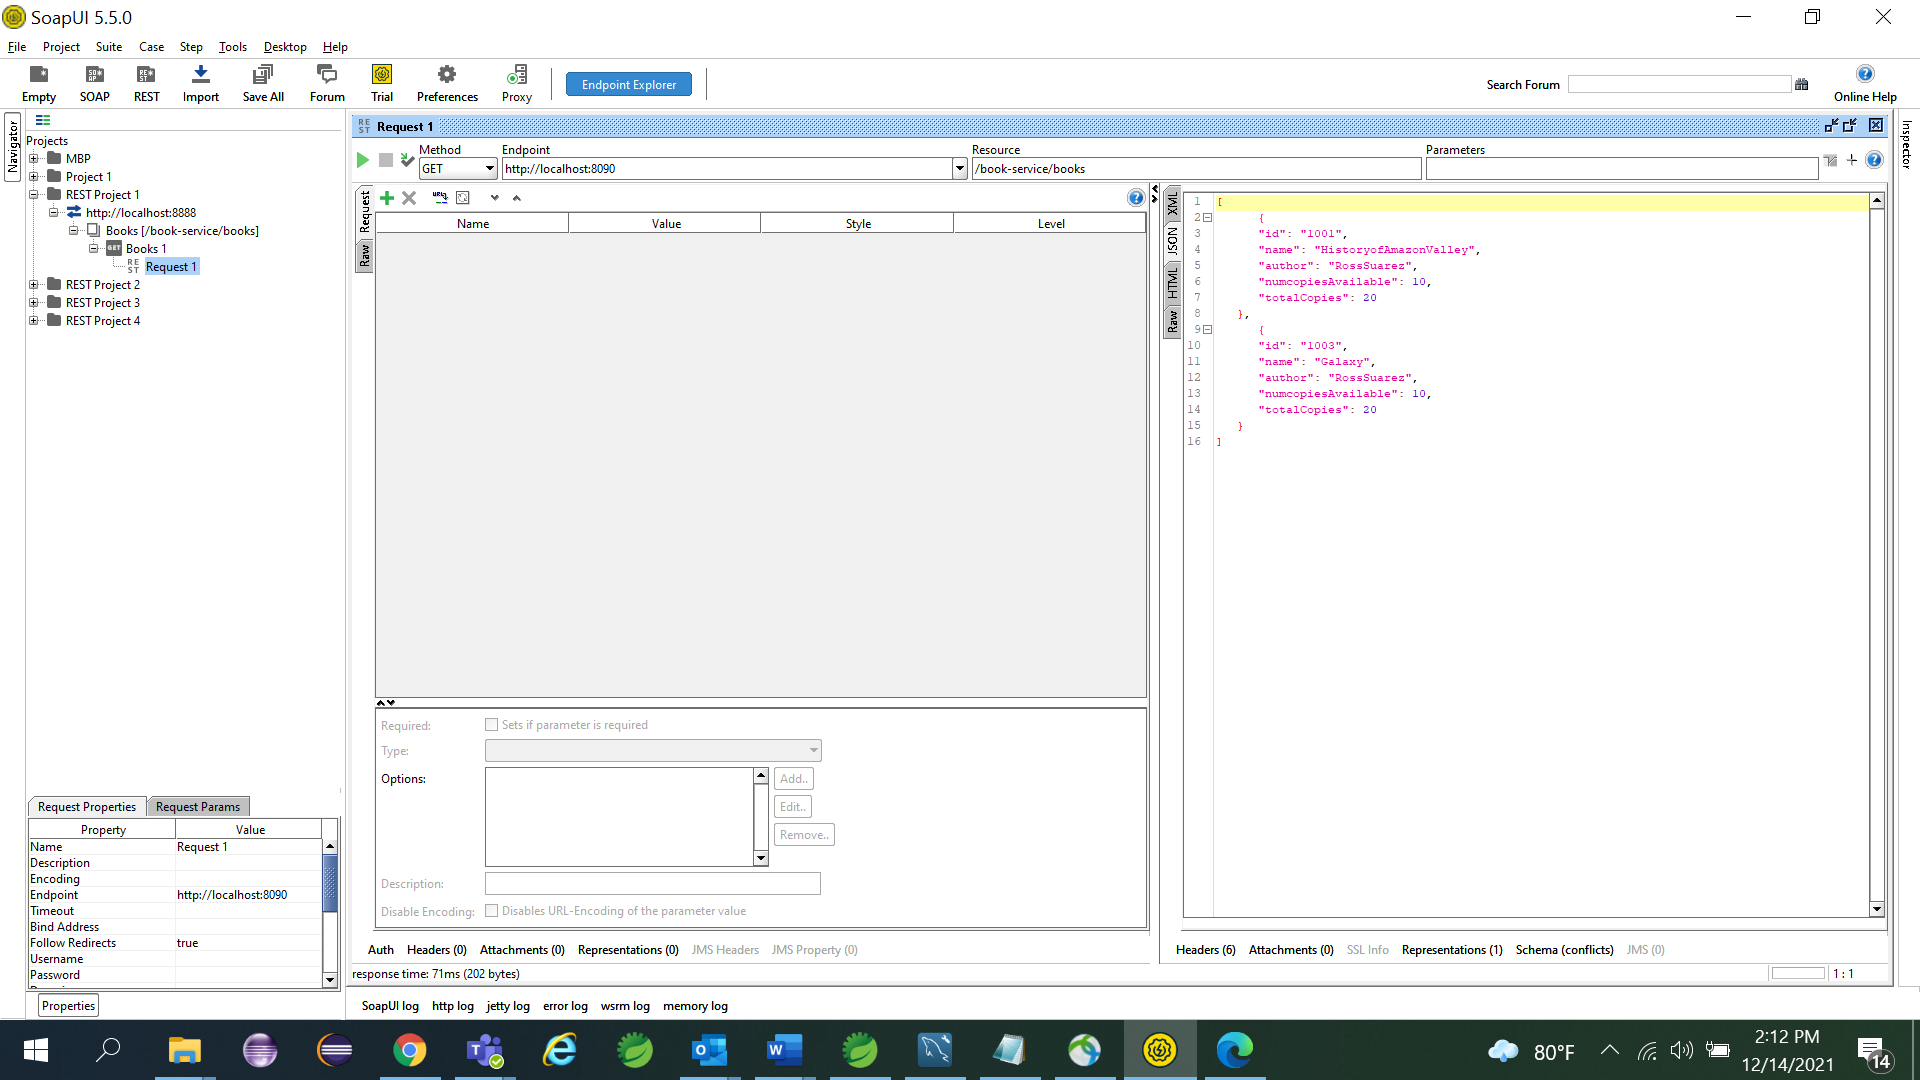 SoapUI 5.5.0
File Project Suite Case Step Tools Desktop Help
Empty SOAP REST Import Save All Forum Trial Preferences Proxy
Endpoint Explorer
Search Forum
Online Help
Navigator
Projects
MBP
Project 1
REST Project 1
http://localhost:8888
Books [/book-service/books]
GET Books 1
REST Request 1
REST Project 2
REST Project 3
REST Project 4
Request Properties Request Params
Property Value
Name Request 1
Description
Encoding
Endpoint http://localhost:8090
Timeout
Bind Address
Follow Redirects true
Username
Password
Properties
REST Request 1
Method Endpoint Resource Parameters
GET http://localhost:8090 /book-service/books
Request
Raw
Name Value Style Level
Required: Sets if parameter is required
Type:
Options:
Add..
Edit..
Remove..
Description:
Disable Encoding: Disables URL-Encoding of the parameter value
Auth Headers (0) Attachments (0) Representations (0) JMS Headers JMS Property (0)
response time: 71ms (202 bytes)
XML
JSON
HTML
Raw
1 [
2 {
3 "id": "1001",
4 "name": "HistoryofAmazonValley",
5 "author": "RossSuarez",
6 "numcopiesAvailable": 10,
7 "totalCopies": 20
8 },
9 {
10 "id": "1003",
11 "name": "Galaxy",
12 "author": "RossSuarez",
13 "numcopiesAvailable": 10,
14 "totalCopies": 20
15 }
16 ]
Headers (6) Attachments (0) SSL Info Representations (1) Schema (conflicts) JMS (0)
1 : 1
Inspector
SoapUI log http log jetty log error log wsrm log memory log
80°F
2:12 PM
12/14/2021
14